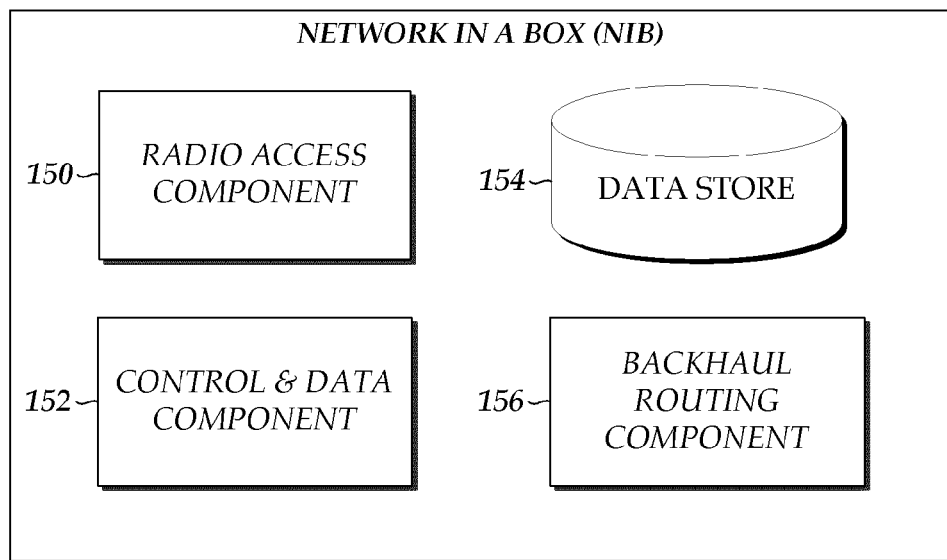 NETWORK IN A BOX (NIB)
150
RADIO ACCESS
COMPONENT
154
DATA STORE
152
CONTROL & DATA
COMPONENT
156
BACKHAUL
ROUTING
COMPONENT